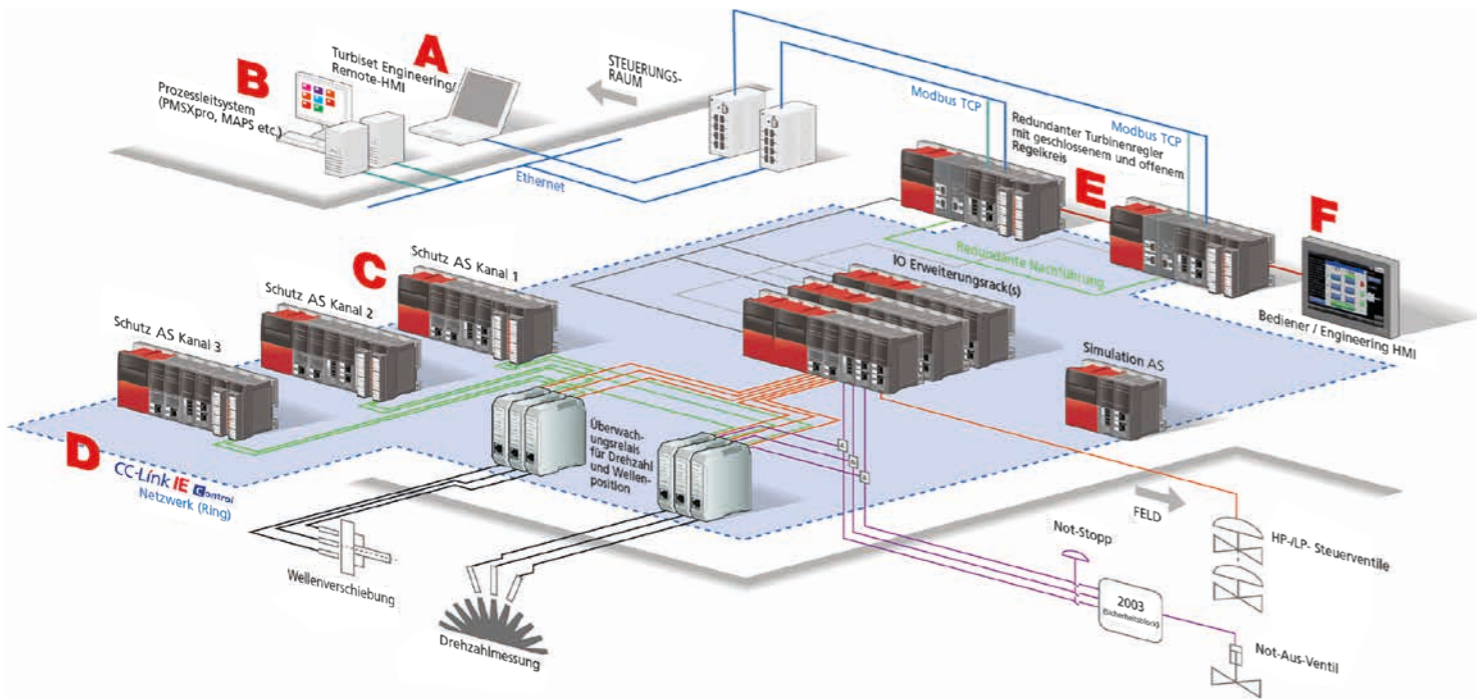 A
Turbiset Engineering/
Remote-HMI
B
Prozessleitsystem
(PMSXpro, MAPS etc.)
STEUERUNGS-
RAUM
Ethernet
Modbus TCP
Modbus TCP
Redundanter Turbinenregler
mit geschlossenem und offenem
Regelkreis
E
F
Redundante Nachführung
IO Erweiterungsrack(s)
Bediener / Engineering HMI
C
Schutz AS Kanal 1
Schutz AS Kanal 2
Schutz AS Kanal 3
Simulation AS
D
CC-Link IE Control
Netzwerk (Ring)
Überwach-
ungsrelais
für Drehzahl
und Wellen-
position
Wellenverschiebung
Drehzahlmessung
FELD
Not-Stopp
HP-/LP- Steuerventile
2003
(Sicherheitsblock)
Not-Aus-Ventil